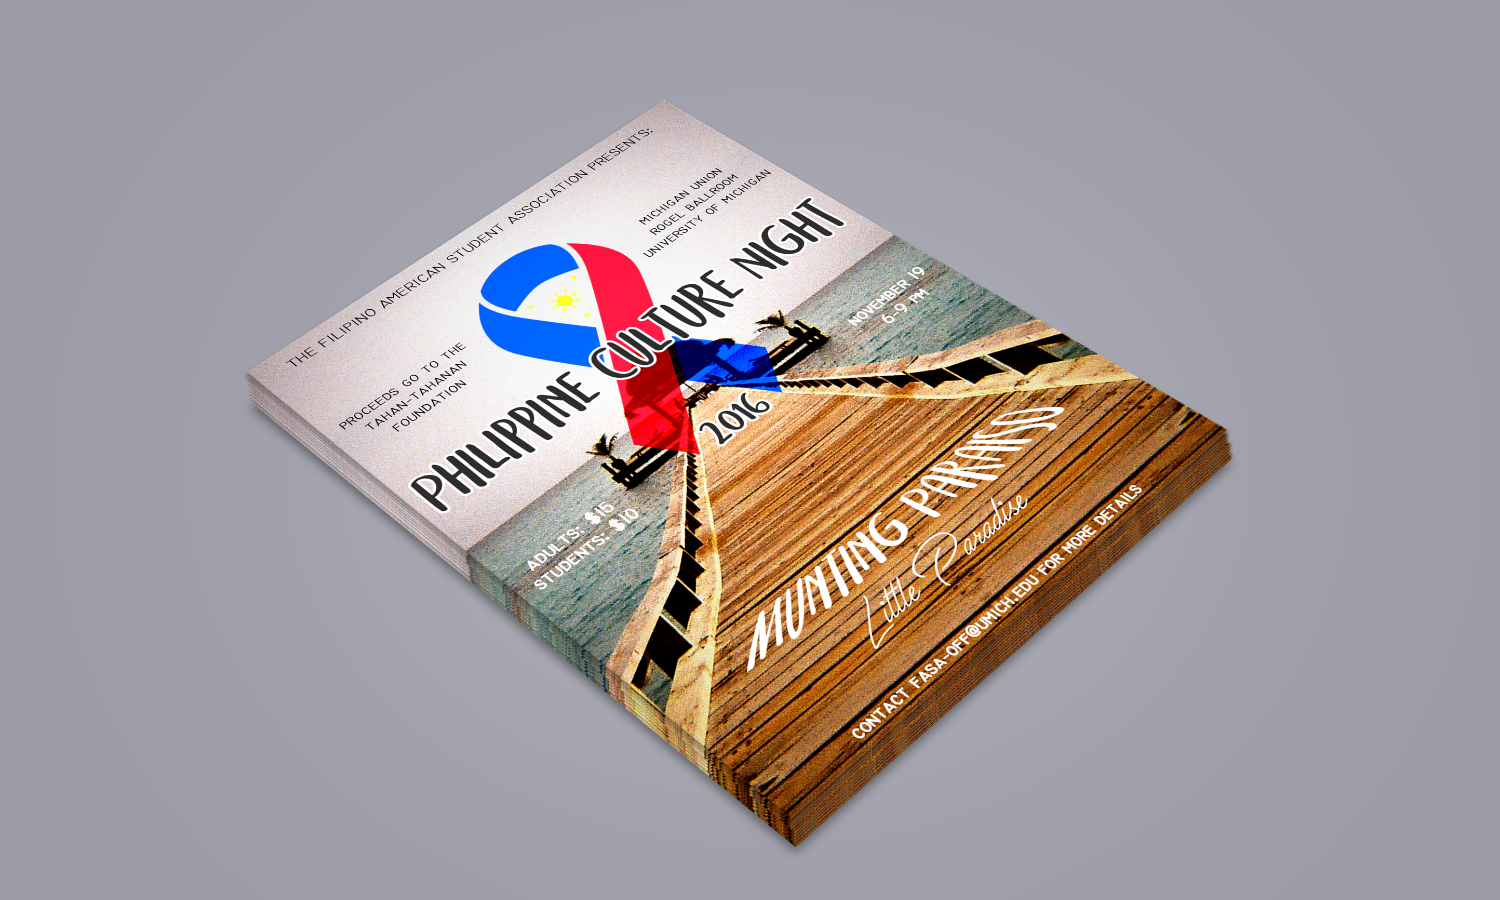 THE FILIPINO AMERICAN STUDENT ASSOCIATION PRESENTS:
MICHIGAN UNION
ROGEL BALLROOM
UNIVERSITY OF MICHIGAN
PROCEEDS GO TO THE
TAHAN-TAHANAN
FOUNDATION
PHILIPPINE CULTURE NIGHT
2016
NOVEMBER 19
6-9 PM
ADULTS: $15
STUDENTS: $10
MUNTING PARAISO
Little Paradise
CONTACT FASA-OFF@UMICH.EDU FOR MORE DETAILS